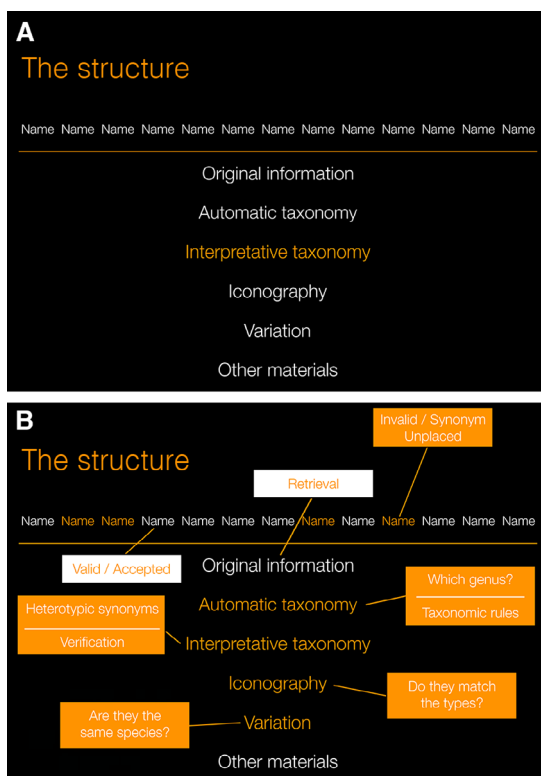 A
The structure
Name Name Name Name Name Name Name Name Name Name Name Name Name
Original information
Automatic taxonomy
Interpretative taxonomy
Iconography
Variation
Other materials
B
Invalid / Synonym
Unplaced
The structure
Retrieval
Name Name Name Name Name Name Name Name Name Name Name Name Name
Valid / Accepted
Original information
Which genus?
Taxonomic rules
Automatic taxonomy
Heterotypic synonyms
Verification
Interpretative taxonomy
Iconography
Do they match
the types?
Are they the
same species?
Variation
Other materials